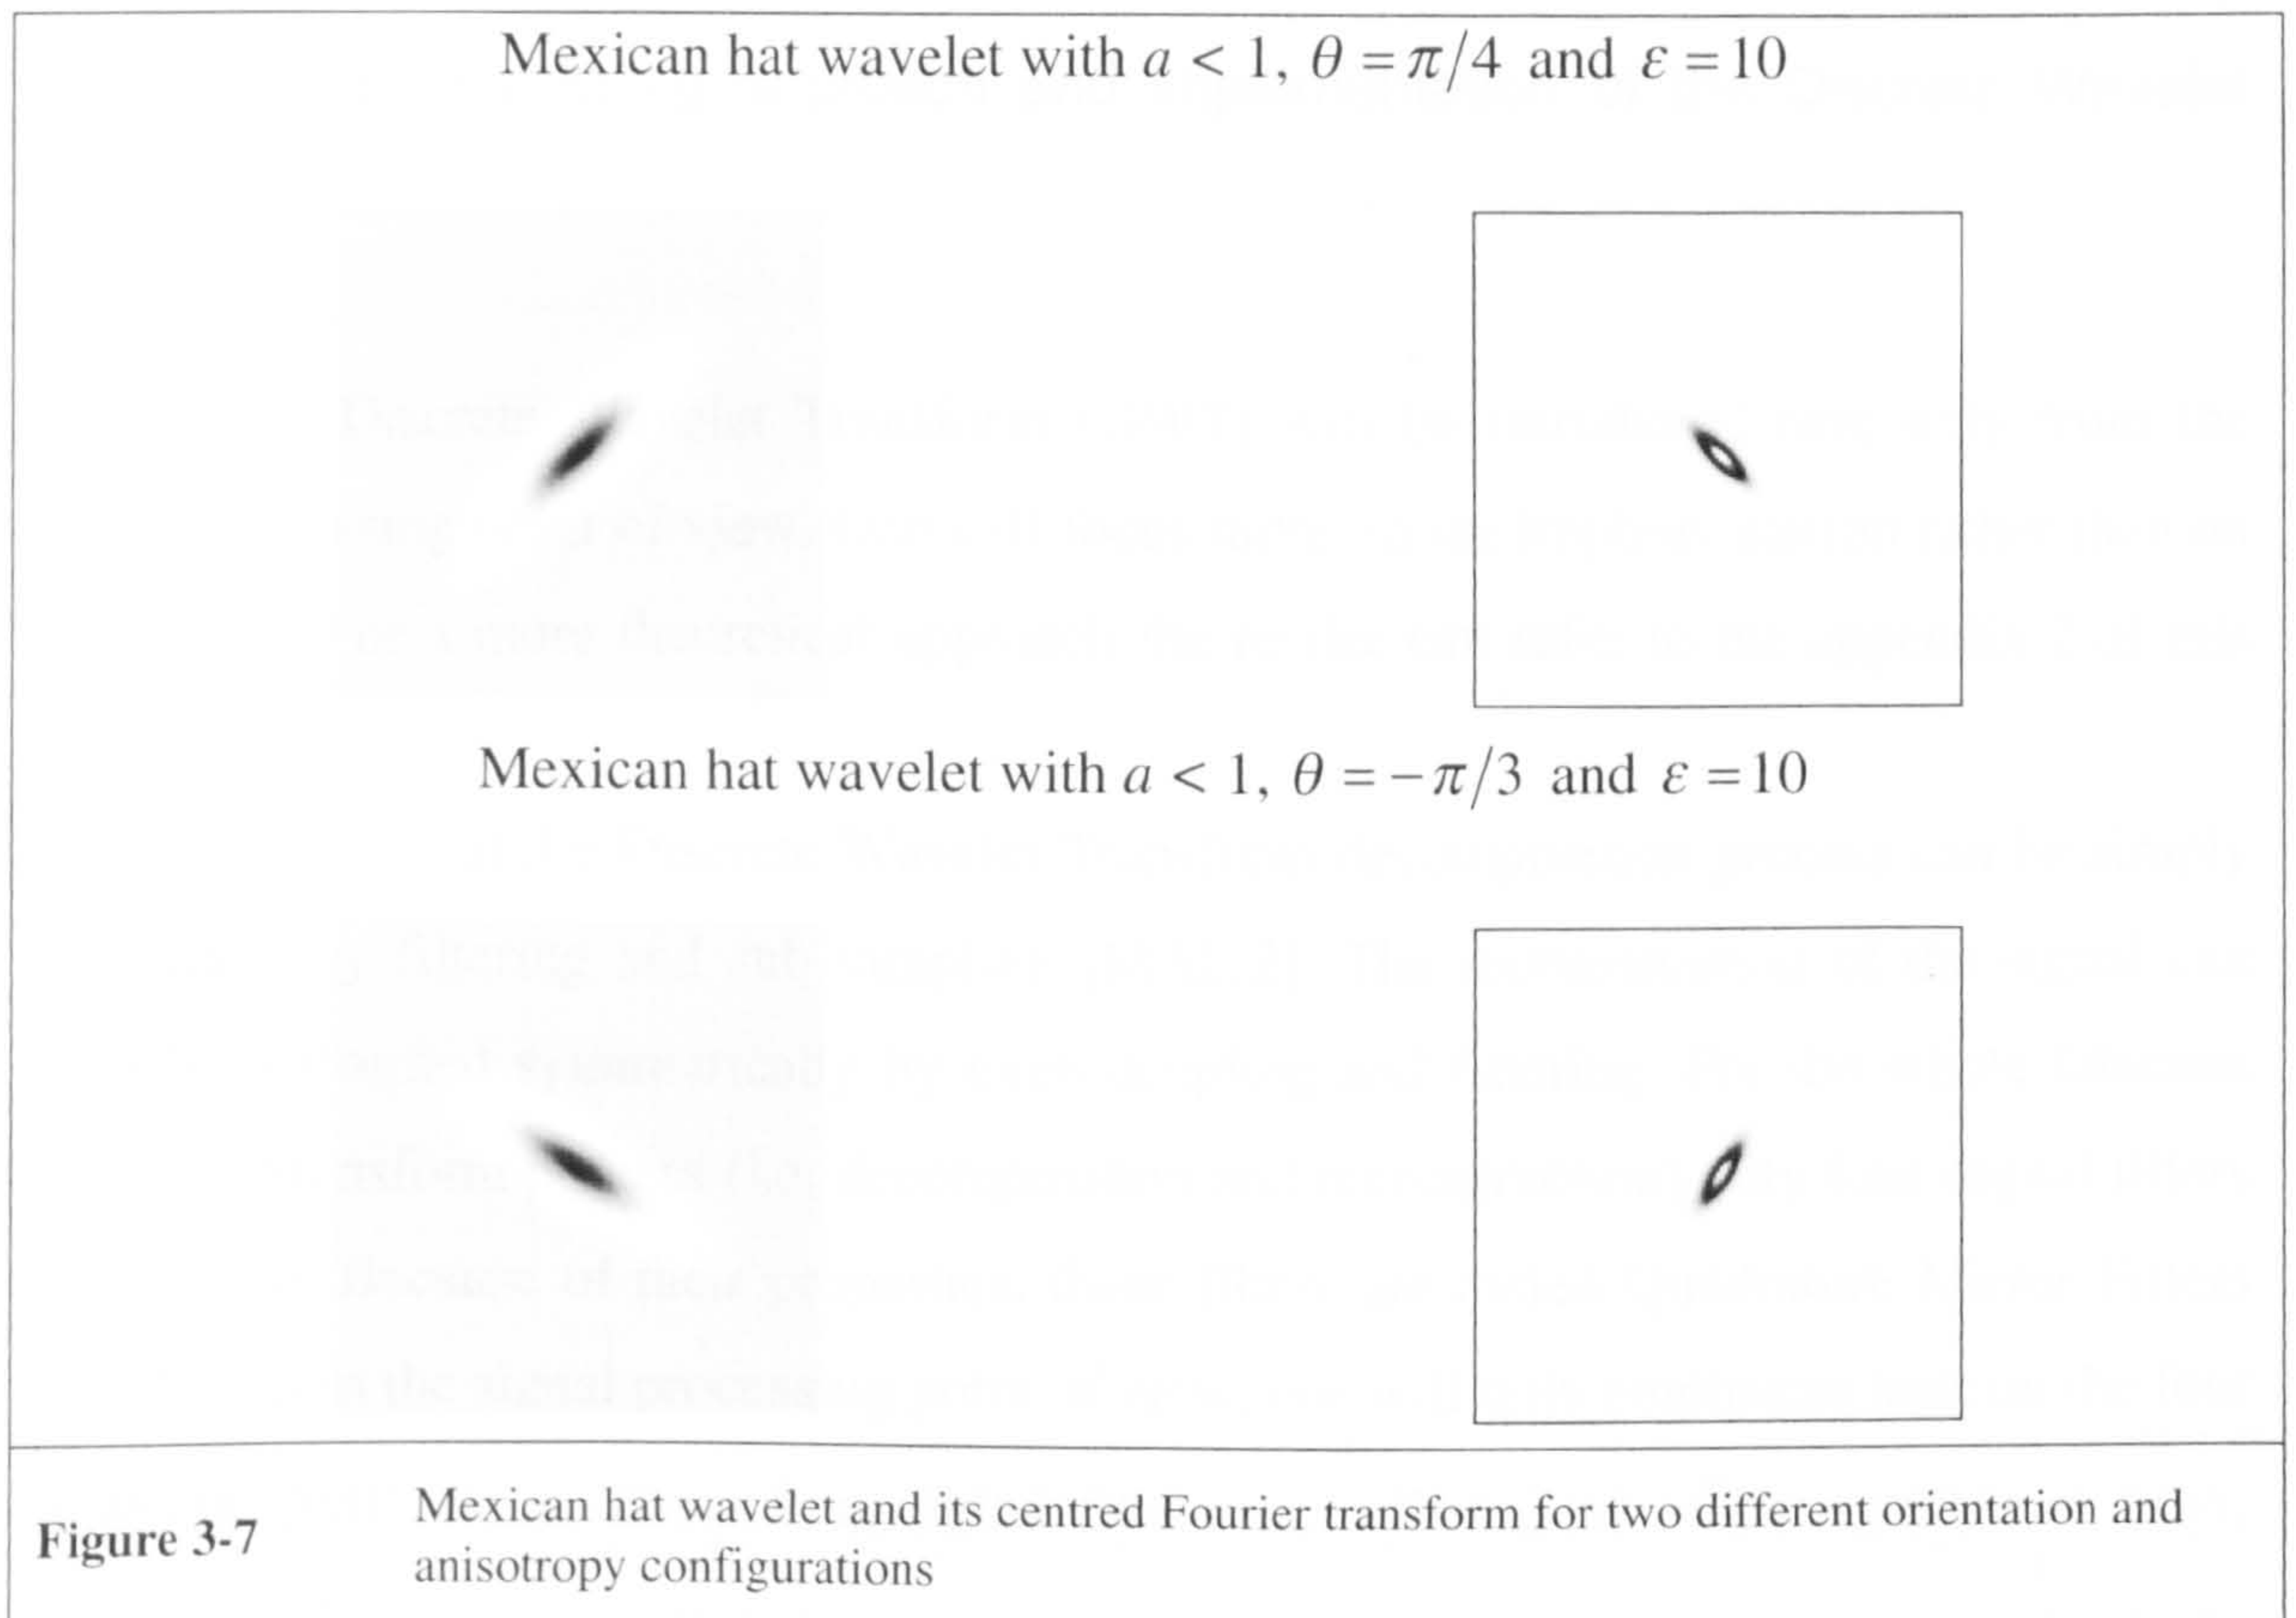 Mexican hat wavelet with a < 1, θ = π/4 and ε = 10
Mexican hat wavelet with a < 1, θ = − π/3 and ε = 10
Figure 3-7
Mexican hat wavelet and its centred Fourier transform for two different orientation and
anisotropy configurations